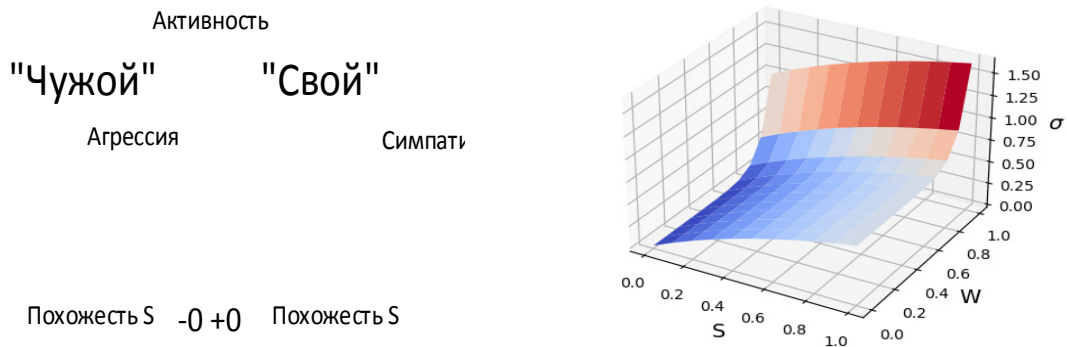 Активность
"Чужой" "Свой"
Агрессия Симпати
Похожесть S -0 +0 Похожесть S
1.50
1.25
1.00
0.75
0.50
0.25
0.00
σ
0.0 0.2 0.4 0.6 0.8 1.0
S
0.0 0.2 0.4 0.6 0.8 1.0
W